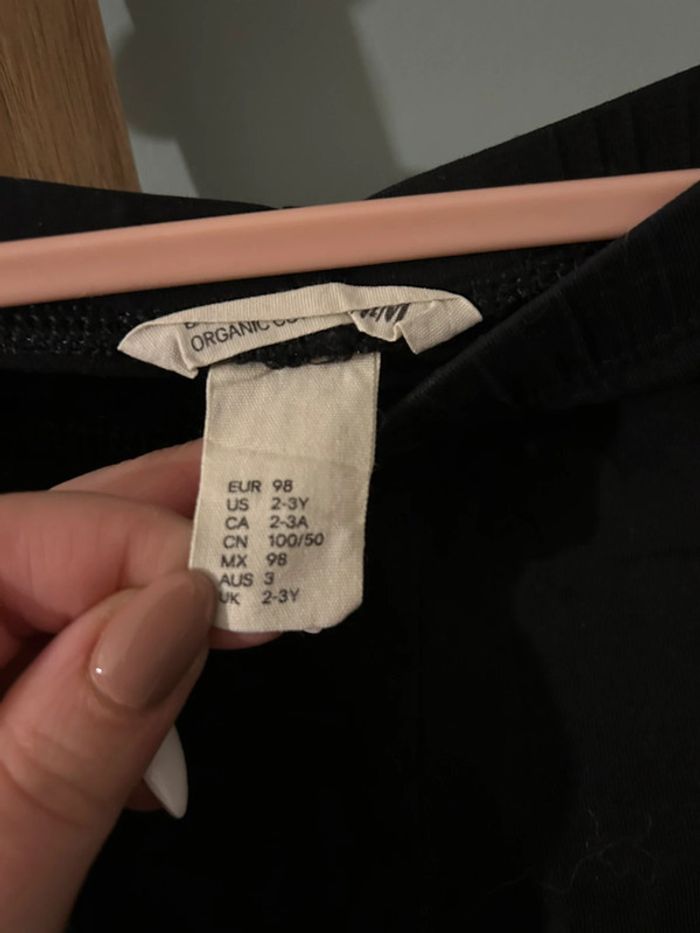 ORGANIC
EUR 98
US 2-3Y
CA 2-3A
CN 100/50
MX 98
AUS 3
UK 2-3Y